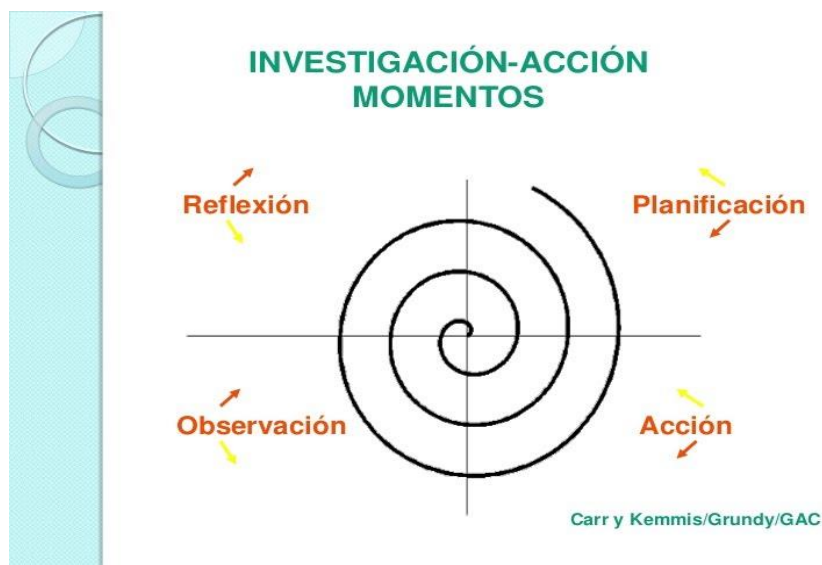 INVESTIGACIÓN-ACCIÓN
MOMENTOS
Reflexión
Planificación
Observación
Acción
Carr y Kemmis/Grundy/GAC